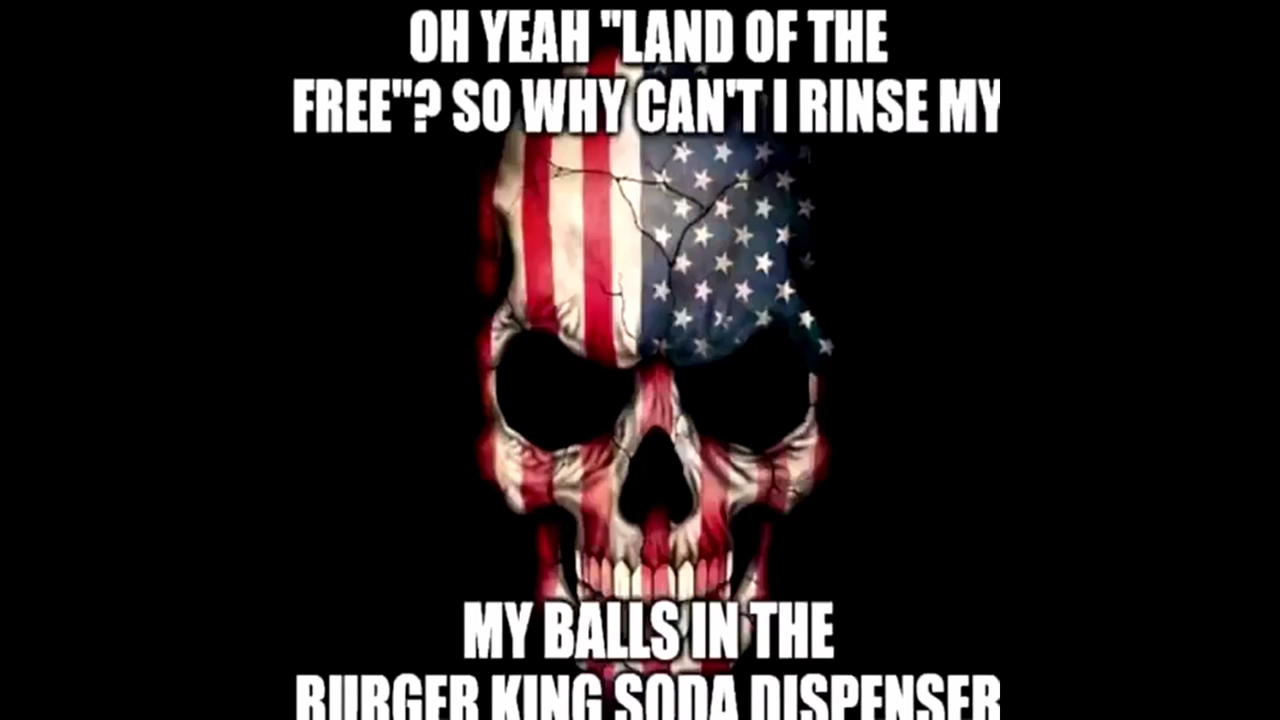 OH YEAH "LAND OF THE
FREE"? SO WHY CAN'T I RINSE MY
MY BALLS IN THE
BURGER KING SODA DISPENSER